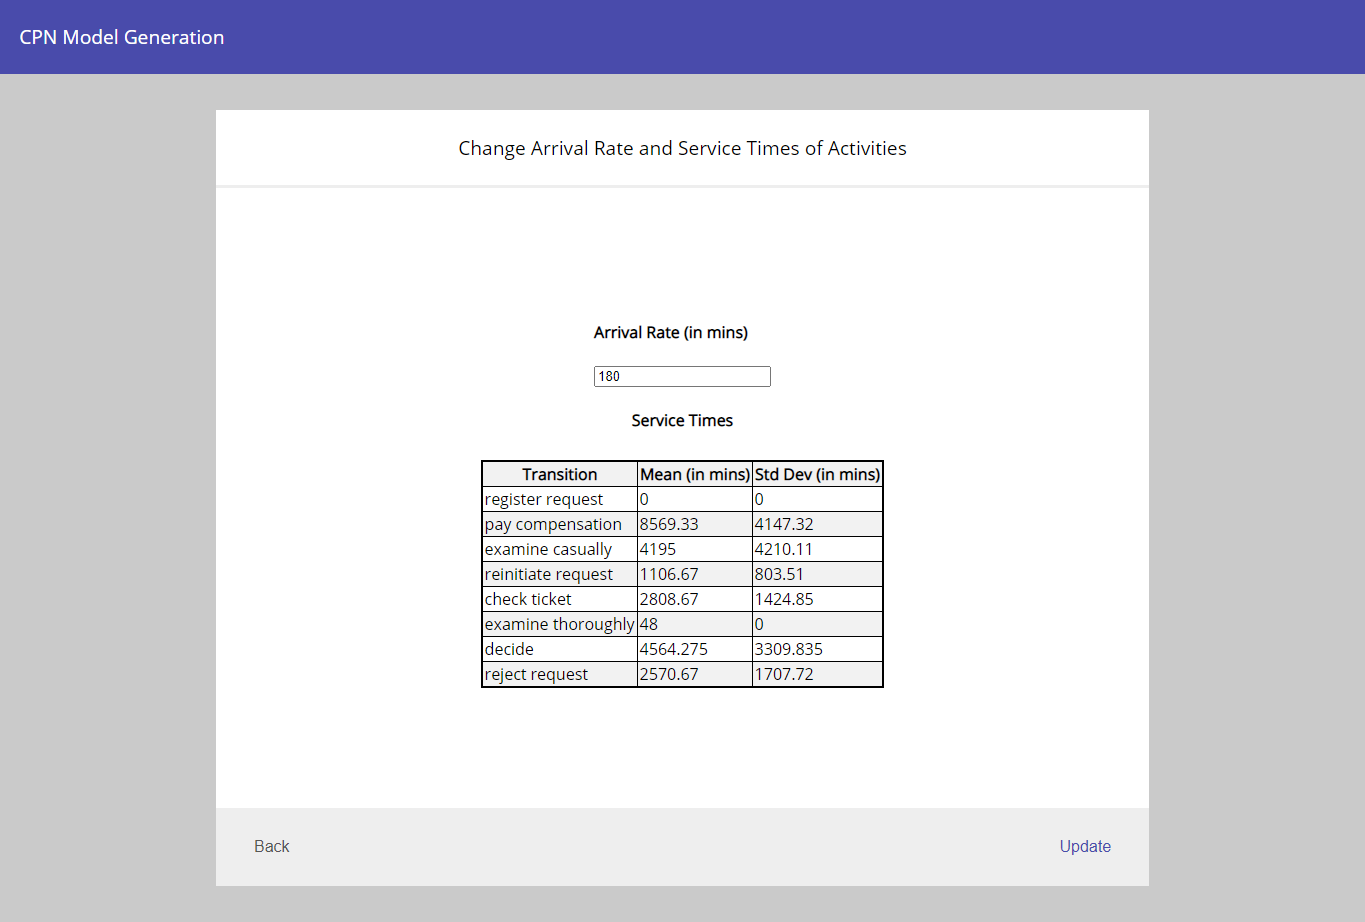 CPN Model Generation
Change Arrival Rate and Service Times of Activities
Arrival Rate (in mins)
180
Service Times
Transition Mean (in mins) Std Dev (in mins)
register request 0 0
pay compensation 8569.33 4147.32
examine casually 4195 4210.11
reinitiate request 1106.67 803.51
check ticket 2808.67 1424.85
examine thoroughly 48 0
decide 4564.275 3309.835
reject request 2570.67 1707.72
Back Update